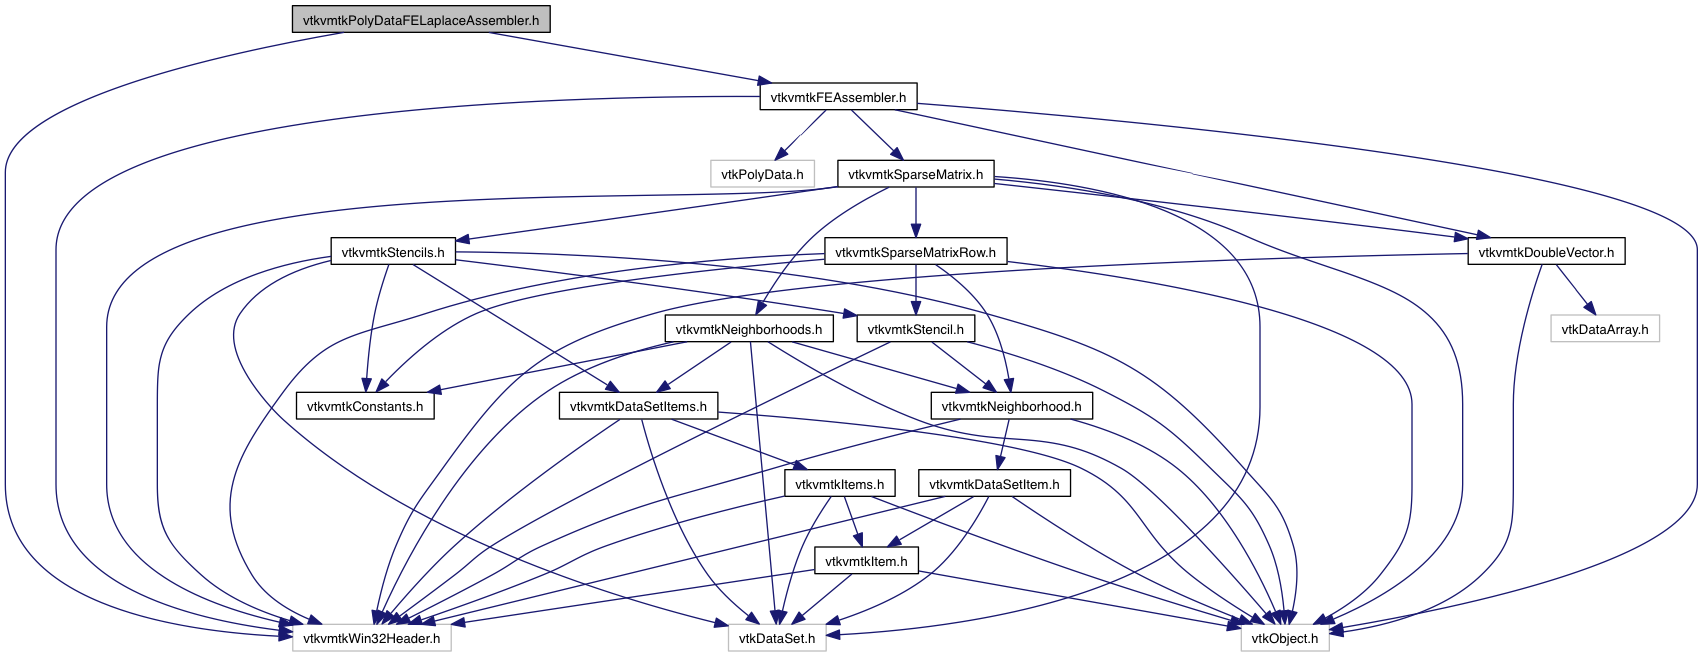 vtkvmtkPolyDataFELaplaceAssembler.h
vtkvmtkFEAssembler.h
vtkPolyData.h
vtkvmtkSparseMatrix.h
vtkvmtkStencils.h
vtkvmtkSparseMatrixRow.h
vtkvmtkDoubleVector.h
vtkvmtkNeighborhoods.h
vtkvmtkStencil.h
vtkDataArray.h
vtkvmtkConstants.h
vtkvmtkDataSetItems.h
vtkvmtkNeighborhood.h
vtkvmtkItems.h
vtkvmtkDataSetItem.h
vtkvmtkItem.h
vtkvmtkWin32Header.h
vtkDataSet.h
vtkObject.h